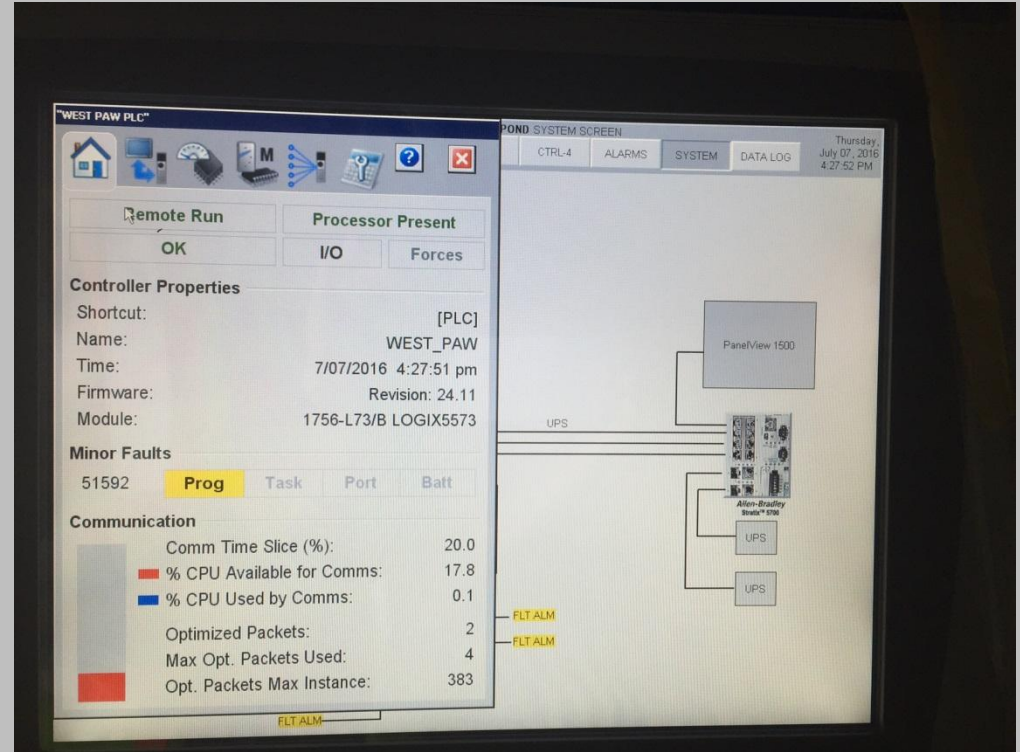 "WEST PAW PLC"
POND SYSTEM SCREEN
CTRL-4 ALARMS SYSTEM DATA LOG
Thursday,
July 07, 2016
4:27:52 PM
M
?
Remote Run Processor Present
OK I/O Forces
Controller Properties
Shortcut: [PLC]
Name: WEST_PAW
Time: 7/07/2016 4:27:51 pm
Firmware: Revision: 24.11
Module: 1756-L73/B LOGIX5573
Minor Faults
51592 Prog Task Port Batt
Communication
Comm Time Slice (%): 20.0
% CPU Available for Comms: 17.8
% CPU Used by Comms: 0.1
Optimized Packets: 2
Max Opt. Packets Used: 4
Opt. Packets Max Instance: 383
PanelView 1500
UPS
Allen-Bradley
Stratix™ 5700
UPS
UPS
FLT ALM
FLT ALM
FLT ALM